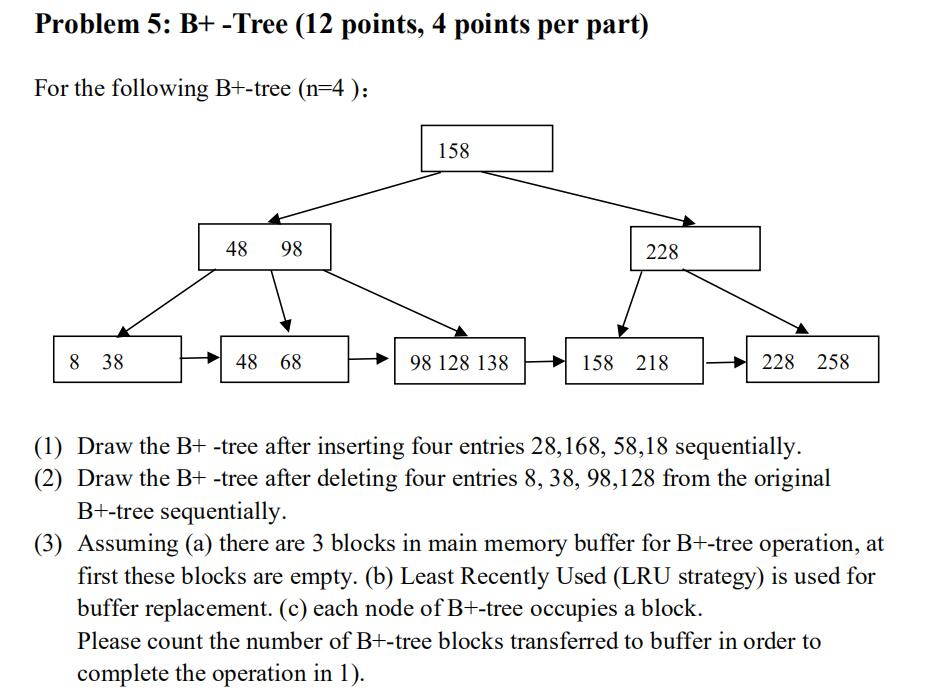 Problem 5: B+ -Tree (12 points, 4 points per part)
For the following B+-tree (n=4 )：
158
48 98
228
8 38
48 68
98 128 138
158 218
228 258
(1) Draw the B+ -tree after inserting four entries 28,168, 58,18 sequentially.
(2) Draw the B+ -tree after deleting four entries 8, 38, 98,128 from the original
B+-tree sequentially.
(3) Assuming (a) there are 3 blocks in main memory buffer for B+-tree operation, at
first these blocks are empty. (b) Least Recently Used (LRU strategy) is used for
buffer replacement. (c) each node of B+-tree occupies a block.
Please count the number of B+-tree blocks transferred to buffer in order to
complete the operation in 1).